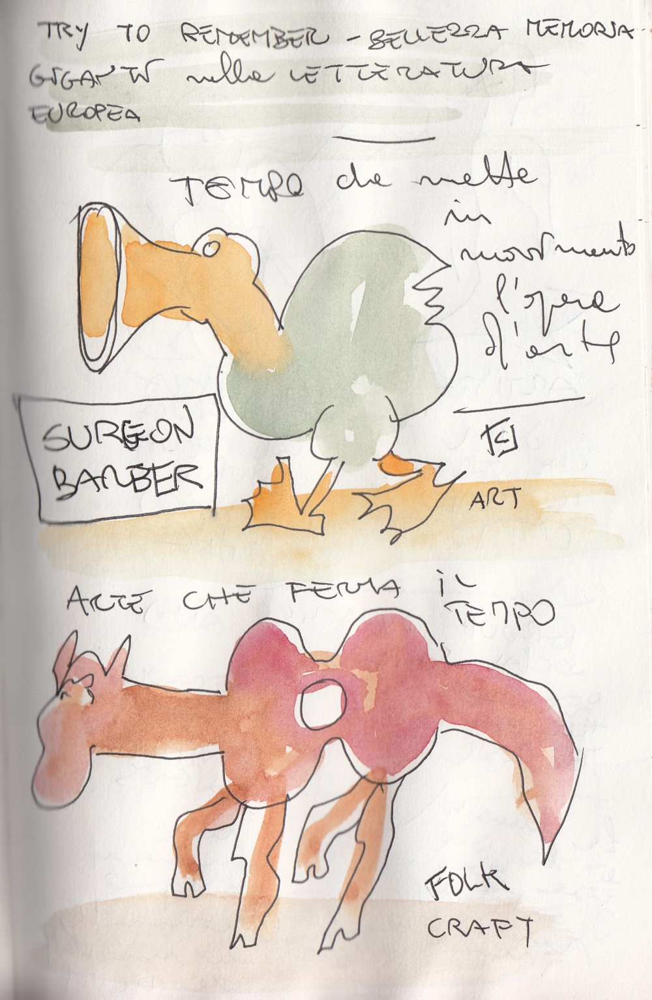 TRY TO REMEMBER - BELLEZZA MEMORIA
GIGANTI nella LETTERATURA
EUROPEA
TEMPO che mette
in
movimento
l'opera
d'arte
SURGEON
BARBER
ART
ARTE CHE FERMA IL
TEMPO
FOLK
CRAFT